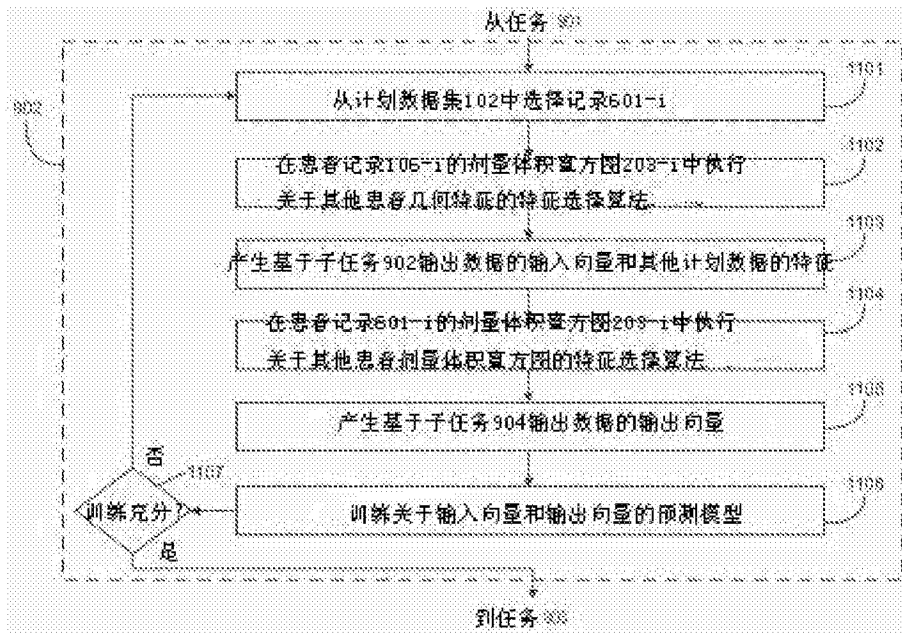 从任务 901
902
1101
从计划数据集102中选择记录601-i
1102
在患者记录106-i的剂量体积直方图203-i中执行
关于其他患者几何特征的特征选择算法
1103
产生基于子任务902输出数据的输入向量和其他计划数据的特征
1104
在患者记录601-i的剂量体积直方图203-i中执行
关于其他患者剂量体积直方图的特征选择算法
1105
产生基于子任务904输出数据的输出向量
1106
训练关于输入向量和输出向量的预测模型
否
1107
训练充分?
是
到任务